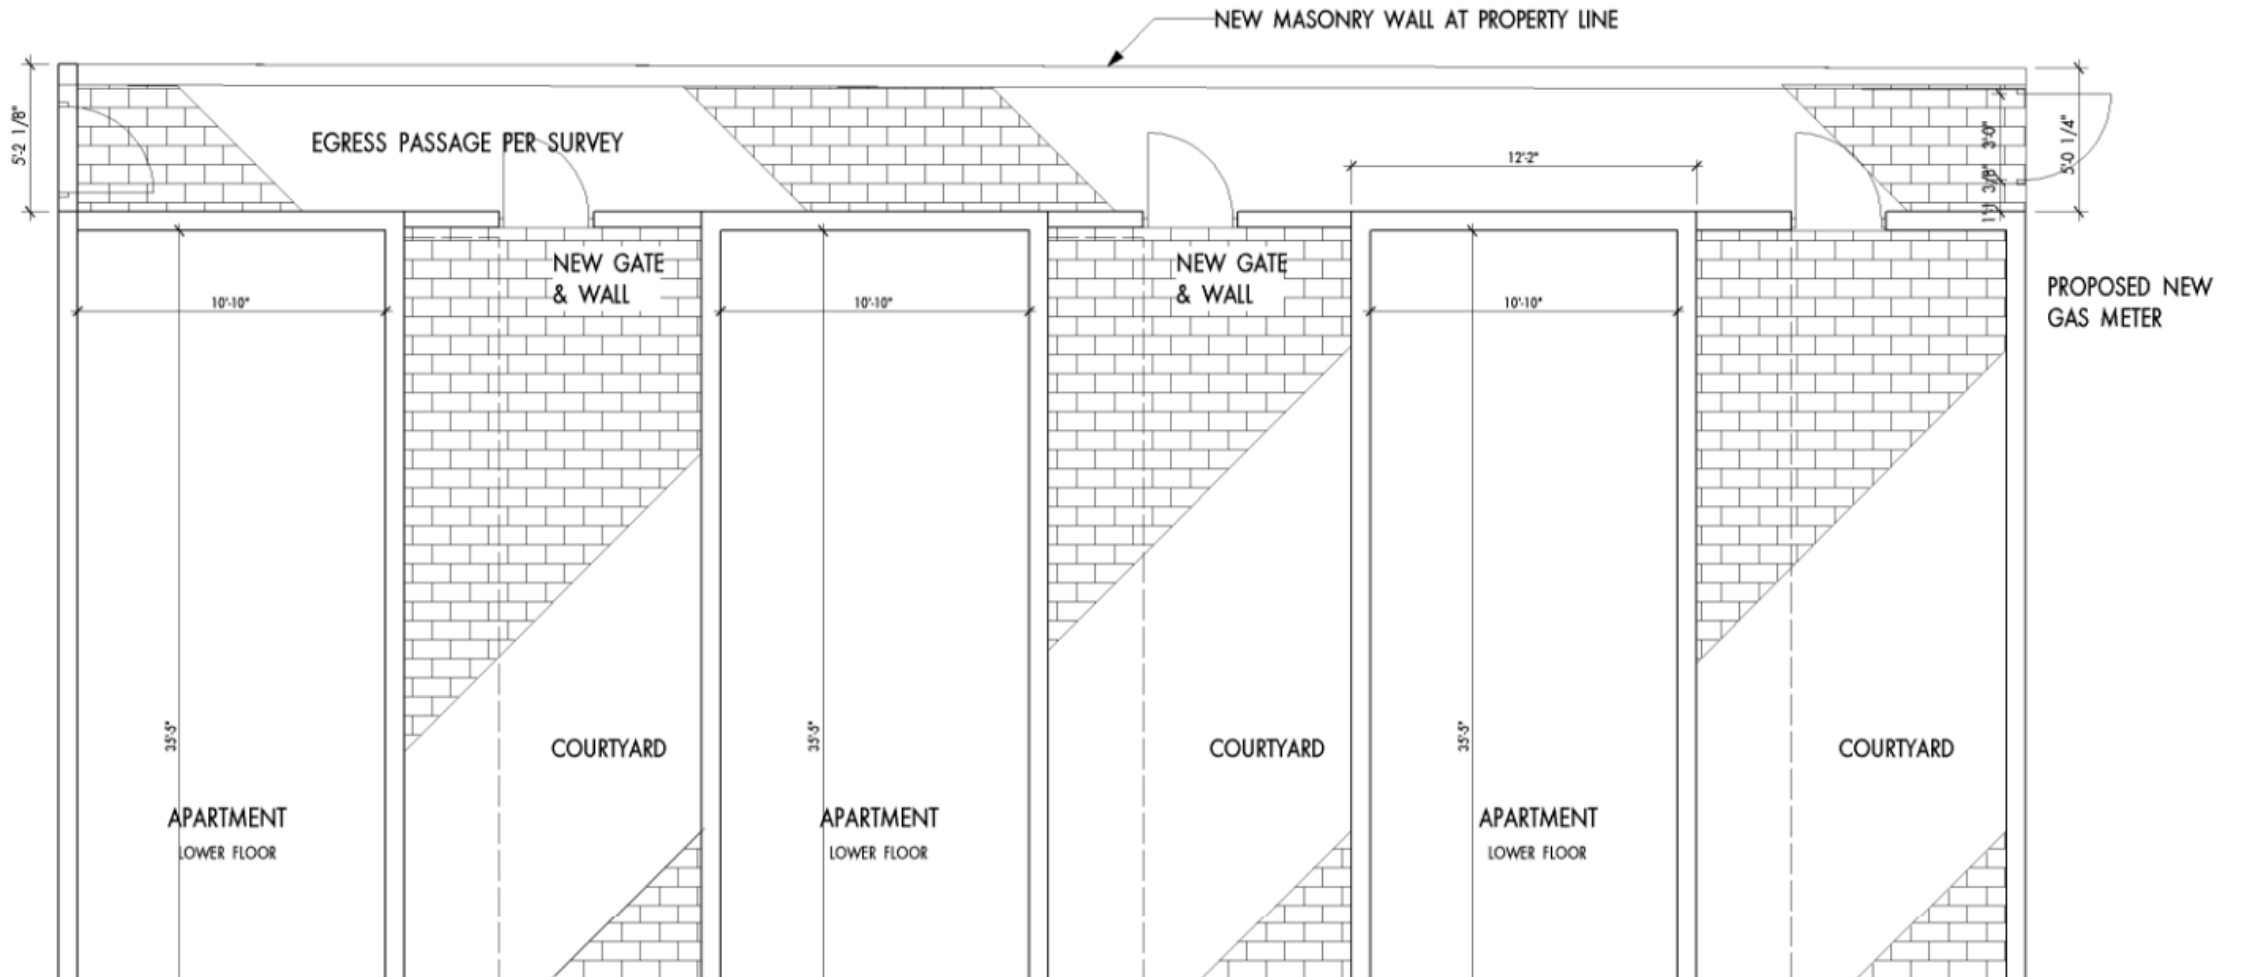 NEW MASONRY WALL AT PROPERTY LINE
5'-2 1/8"
EGRESS PASSAGE PER SURVEY
12'-2"
3'-0"
5'-0 1/4"
NEW GATE
& WALL
NEW GATE
& WALL
PROPOSED NEW
GAS METER
10'-10"
10'-10"
10'-10"
35'-5"
35'-5"
35'-5"
COURTYARD
COURTYARD
COURTYARD
APARTMENT
LOWER FLOOR
APARTMENT
LOWER FLOOR
APARTMENT
LOWER FLOOR